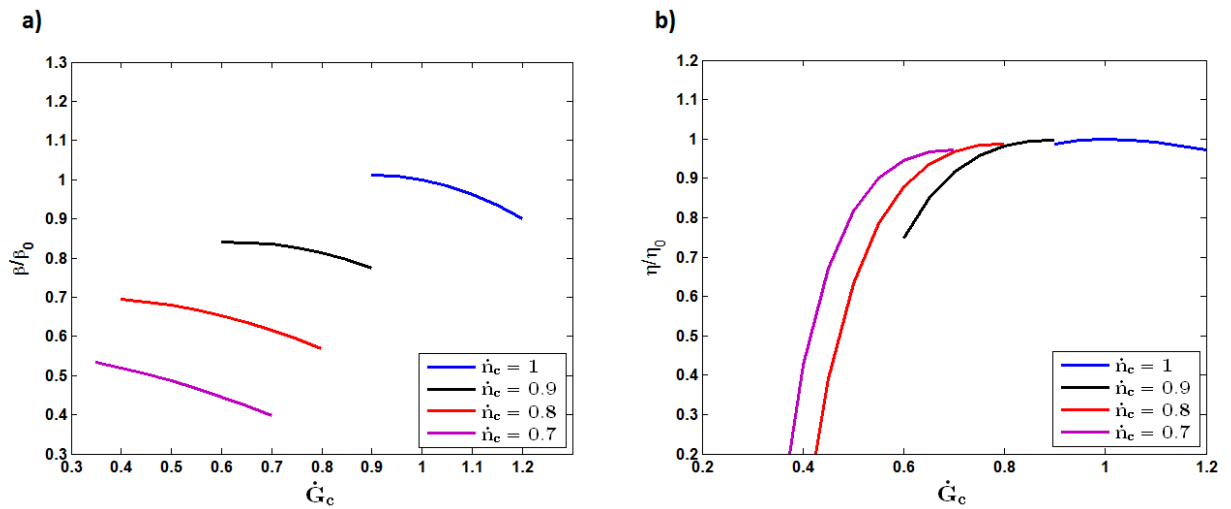 a)
1.3
1.2
1.1
1
0.9
0.8
0.7
0.6
0.5
0.4
0.3
β/β₀
0.3 0.4 0.5 0.6 0.7 0.8 0.9 1 1.1 1.2
Ġc
ṅc = 1
ṅc = 0.9
ṅc = 0.8
ṅc = 0.7
b)
1.2
1.1
1
0.9
0.8
0.7
0.6
0.5
0.4
0.3
0.2
η/η₀
0.2 0.4 0.6 0.8 1 1.2
Ġc
ṅc = 1
ṅc = 0.9
ṅc = 0.8
ṅc = 0.7